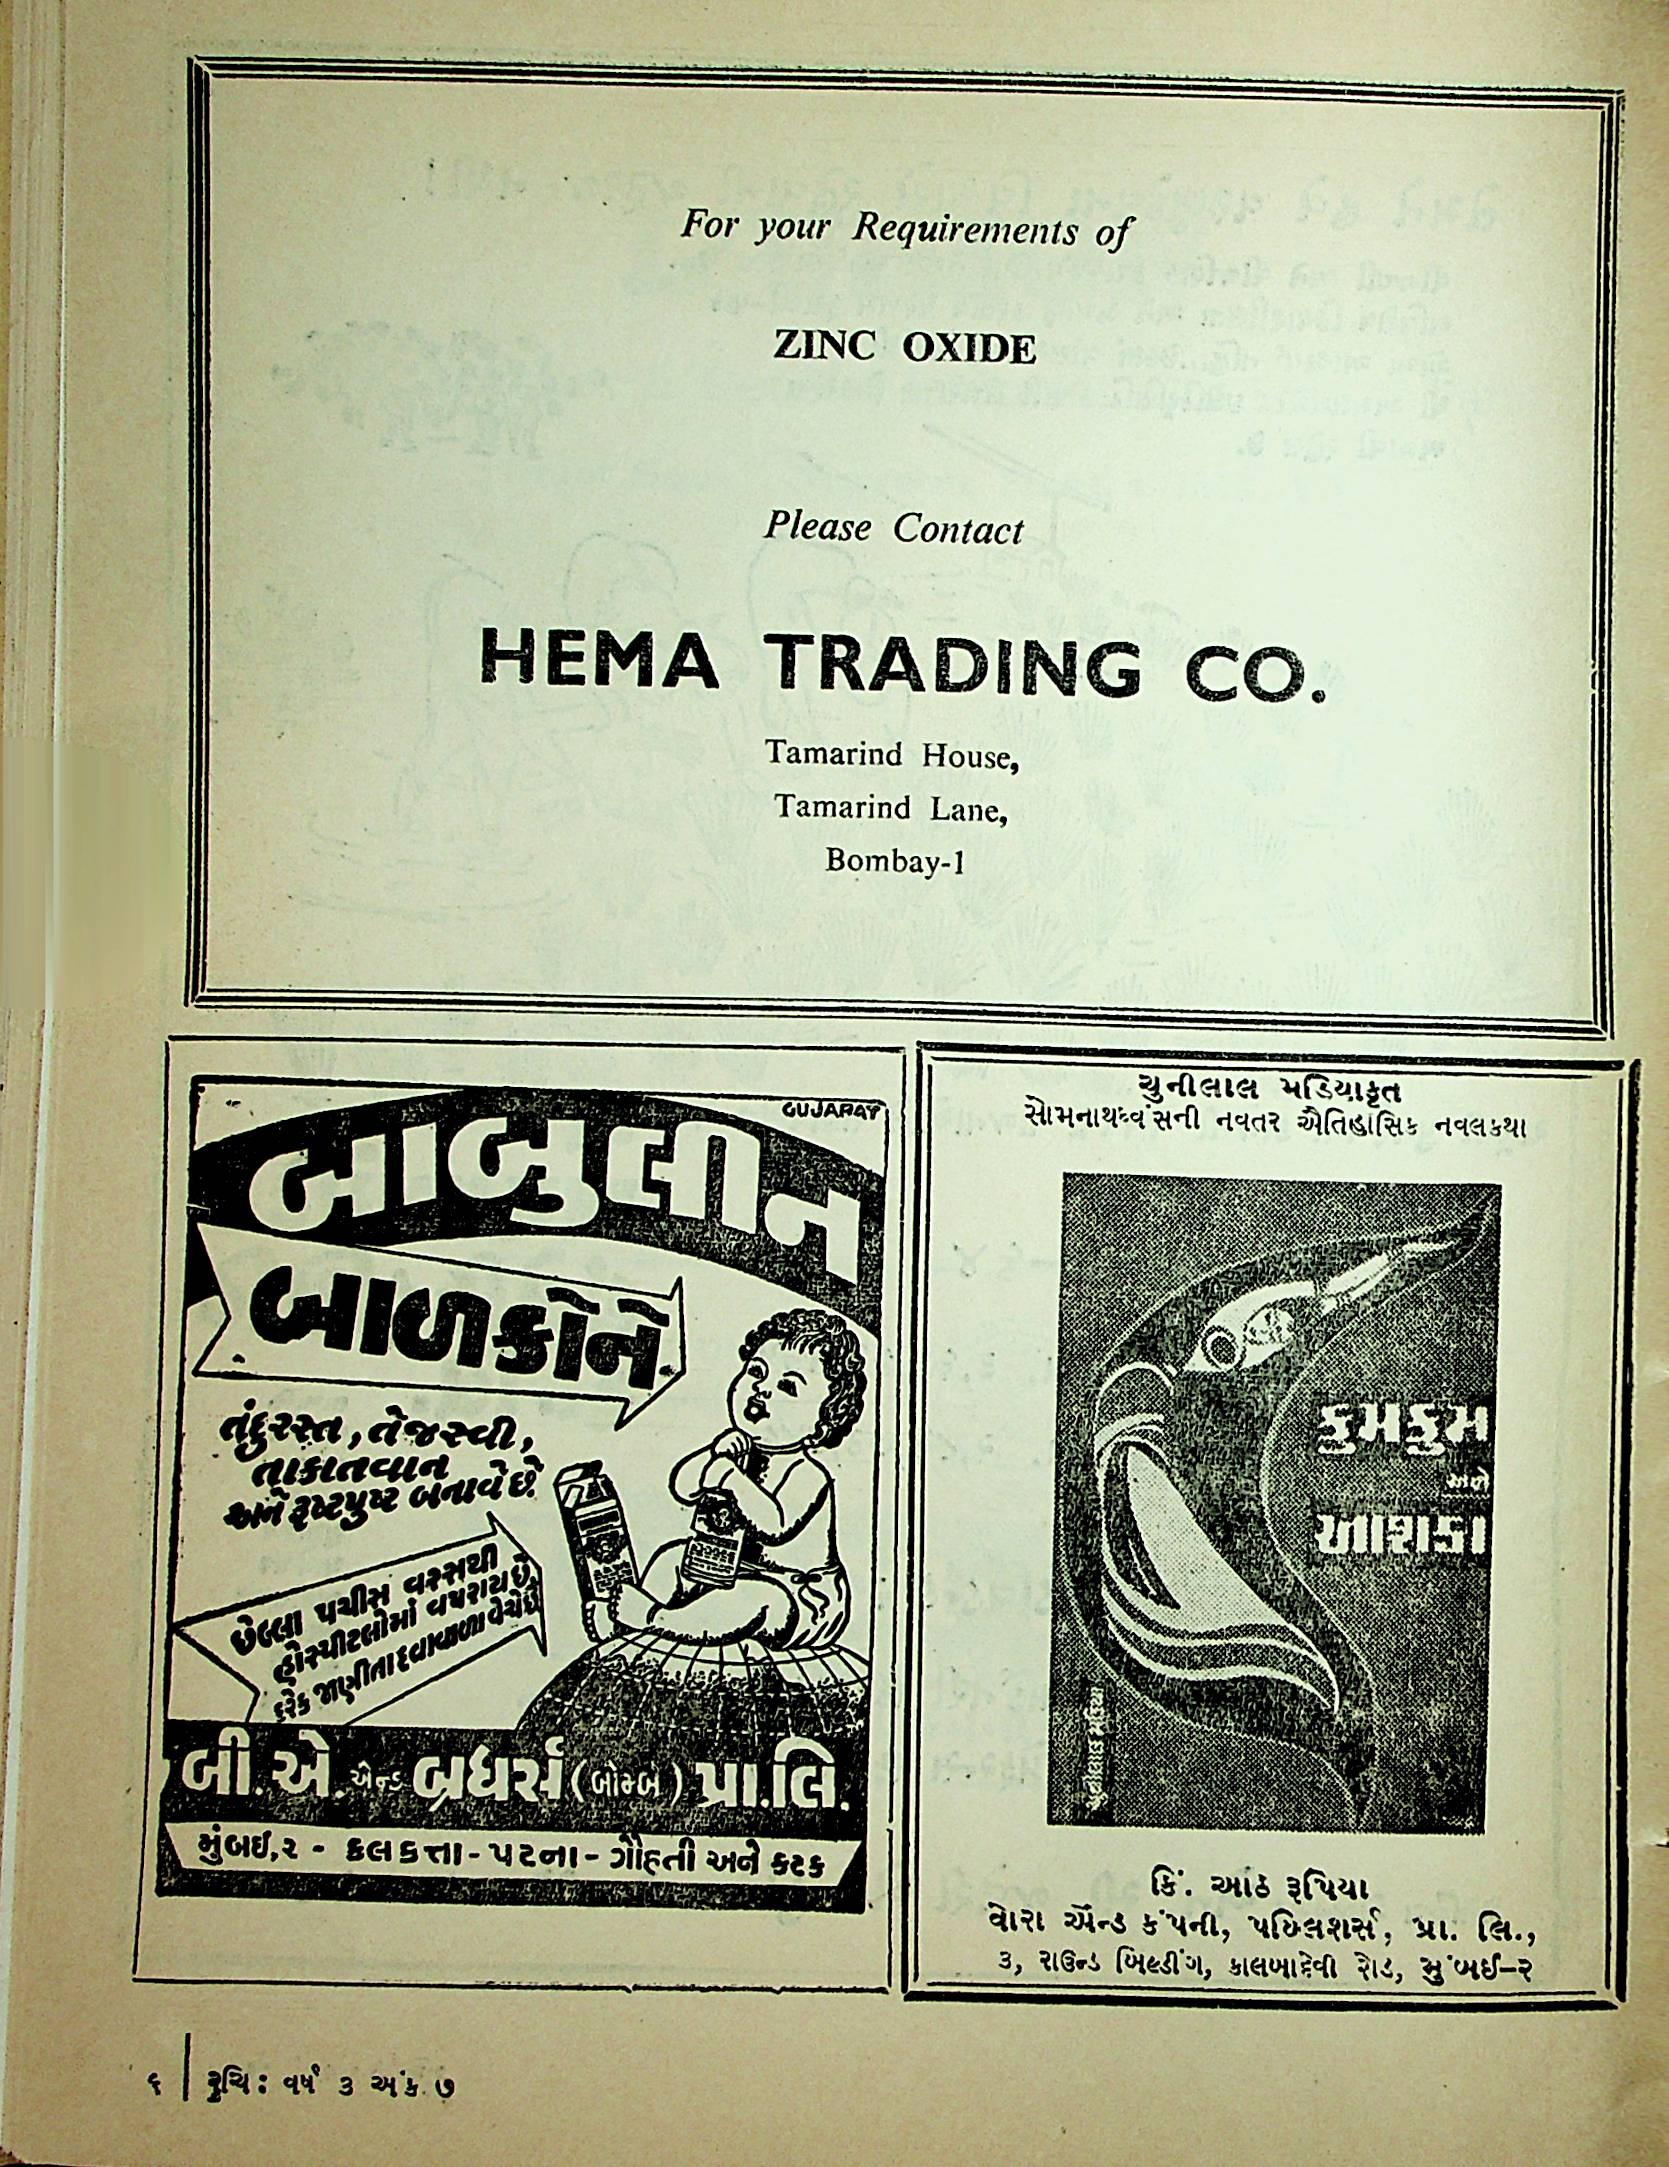 For your Requirements of
ZINC OXIDE
Please Contact
HEMA TRADING CO.
Tamarind House,
Tamarind Lane,
Bombay-1
GUJARAT
બાબુલીન
બાળકોને
તંદુરસ્ત, તેજસ્વી,
તાકાતવાન
અને હૃષ્ટપુષ્ટ બનાવે છે.
છેલ્લા પચીસ વરસથી
હોસ્પીટલોમાં વપરાય છે.
દરેક જાણીતા દવાવાળા વેચે છે
બી. એ. એન્ડ બ્રધર્સ (બોમ્બે) પ્રા. લિ.
મુંબઈ, ૨ - કલકત્તા - પટના - ગૌહતી અને કટક
ચુનીલાલ મડિયાકૃત
સોમનાથધ્વંસની નવતર ઐતિહાસિક નવલકથા
કુમકુમ
અને
આશકા
ચુનીલાલ મડિયા
કિં. આઠ રૂપિયા
વોરા ઍન્ડ કંપની, પબ્લિશર્સ, પ્રા. લિ.,
૩, રાઉન્ડ બિલ્ડીંગ, કાલબાદેવી રોડ, મુંબઈ-૨
૬ | રુચિ: વર્ષ ૩ અંક ૭